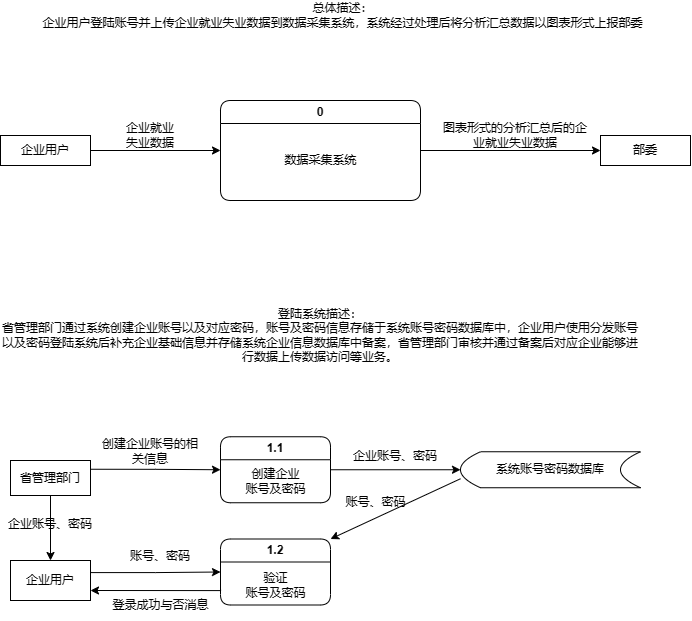 总体描述：
企业用户登陆账号并上传企业就业失业数据到数据采集系统，系统经过处理后将分析汇总数据以图表形式上报部委
0
企业就业
失业数据
图表形式的分析汇总后的企
业就业失业数据
企业用户
数据采集系统
部委
登陆系统描述：
省管理部门通过系统创建企业账号以及对应密码，账号及密码信息存储于系统账号密码数据库中，企业用户使用分发账号
以及密码登陆系统后补充企业基础信息并存储系统企业信息数据库中备案，省管理部门审核并通过备案后对应企业能够进
行数据上传数据访问等业务。
创建企业账号的相
关信息
1.1
企业账号、密码
省管理部门
创建企业
账号及密码
系统账号密码数据库
账号、密码
企业账号、密码
1.2
账号、密码
企业用户
验证
账号及密码
登录成功与否消息